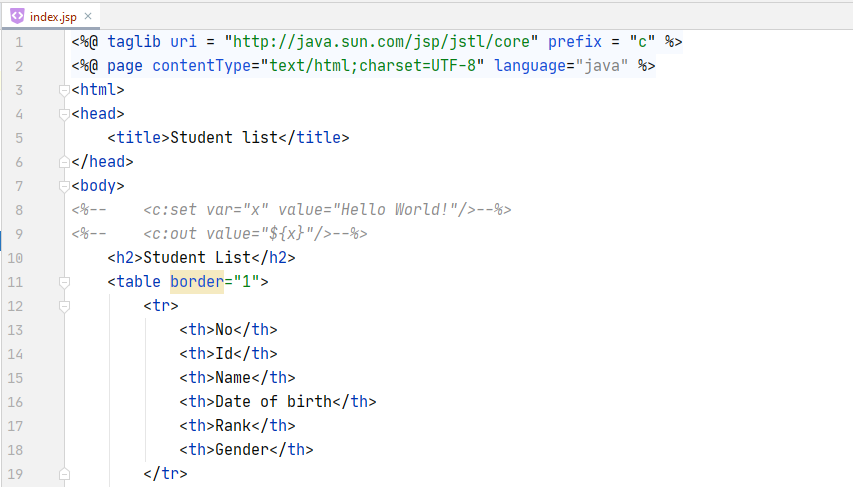 index.jsp
1 <%@ taglib uri = "http://java.sun.com/jsp/jstl/core" prefix = "c" %>
2 <%@ page contentType="text/html;charset=UTF-8" language="java" %>
3 <html>
4 <head>
5     <title>Student list</title>
6 </head>
7 <body>
8 <%--    <c:set var="x" value="Hello World!"/>--%>
9 <%--    <c:out value="${x}"/>--%>
10     <h2>Student List</h2>
11     <table border="1">
12         <tr>
13             <th>No</th>
14             <th>Id</th>
15             <th>Name</th>
16             <th>Date of birth</th>
17             <th>Rank</th>
18             <th>Gender</th>
19         </tr>